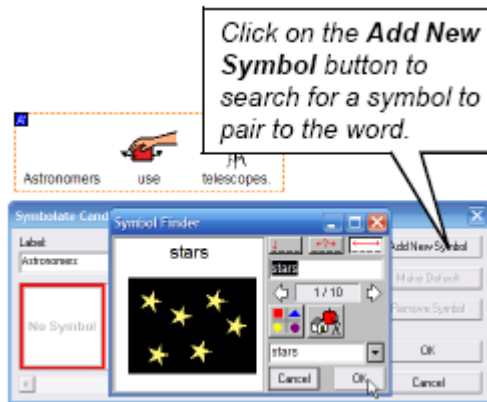 Click on the Add New
Symbol button to
search for a symbol to
pair to the word.
Astronomers use telescopes.
Symbolate Cand
Symbol Finder
Label:
Astronomers
stars
Add New Symbol
stars
Make Default
No Symbol
1 / 10
Remove Symbol
stars
OK
Cancel OK
Cancel